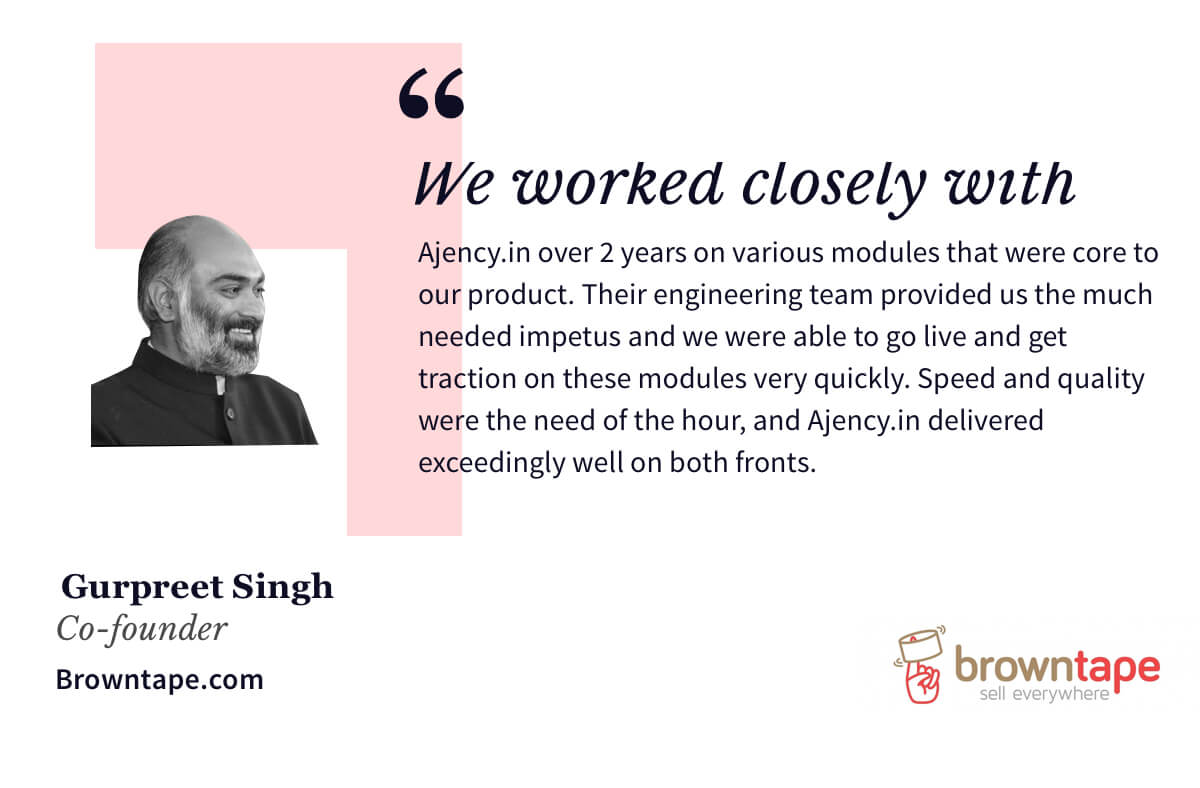 “
We worked closely with
Ajency.in over 2 years on various modules that were core to
our product. Their engineering team provided us the much
needed impetus and we were able to go live and get
traction on these modules very quickly. Speed and quality
were the need of the hour, and Ajency.in delivered
exceedingly well on both fronts.
Gurpreet Singh
Co-founder
Browntape.com
browntape
sell everywhere